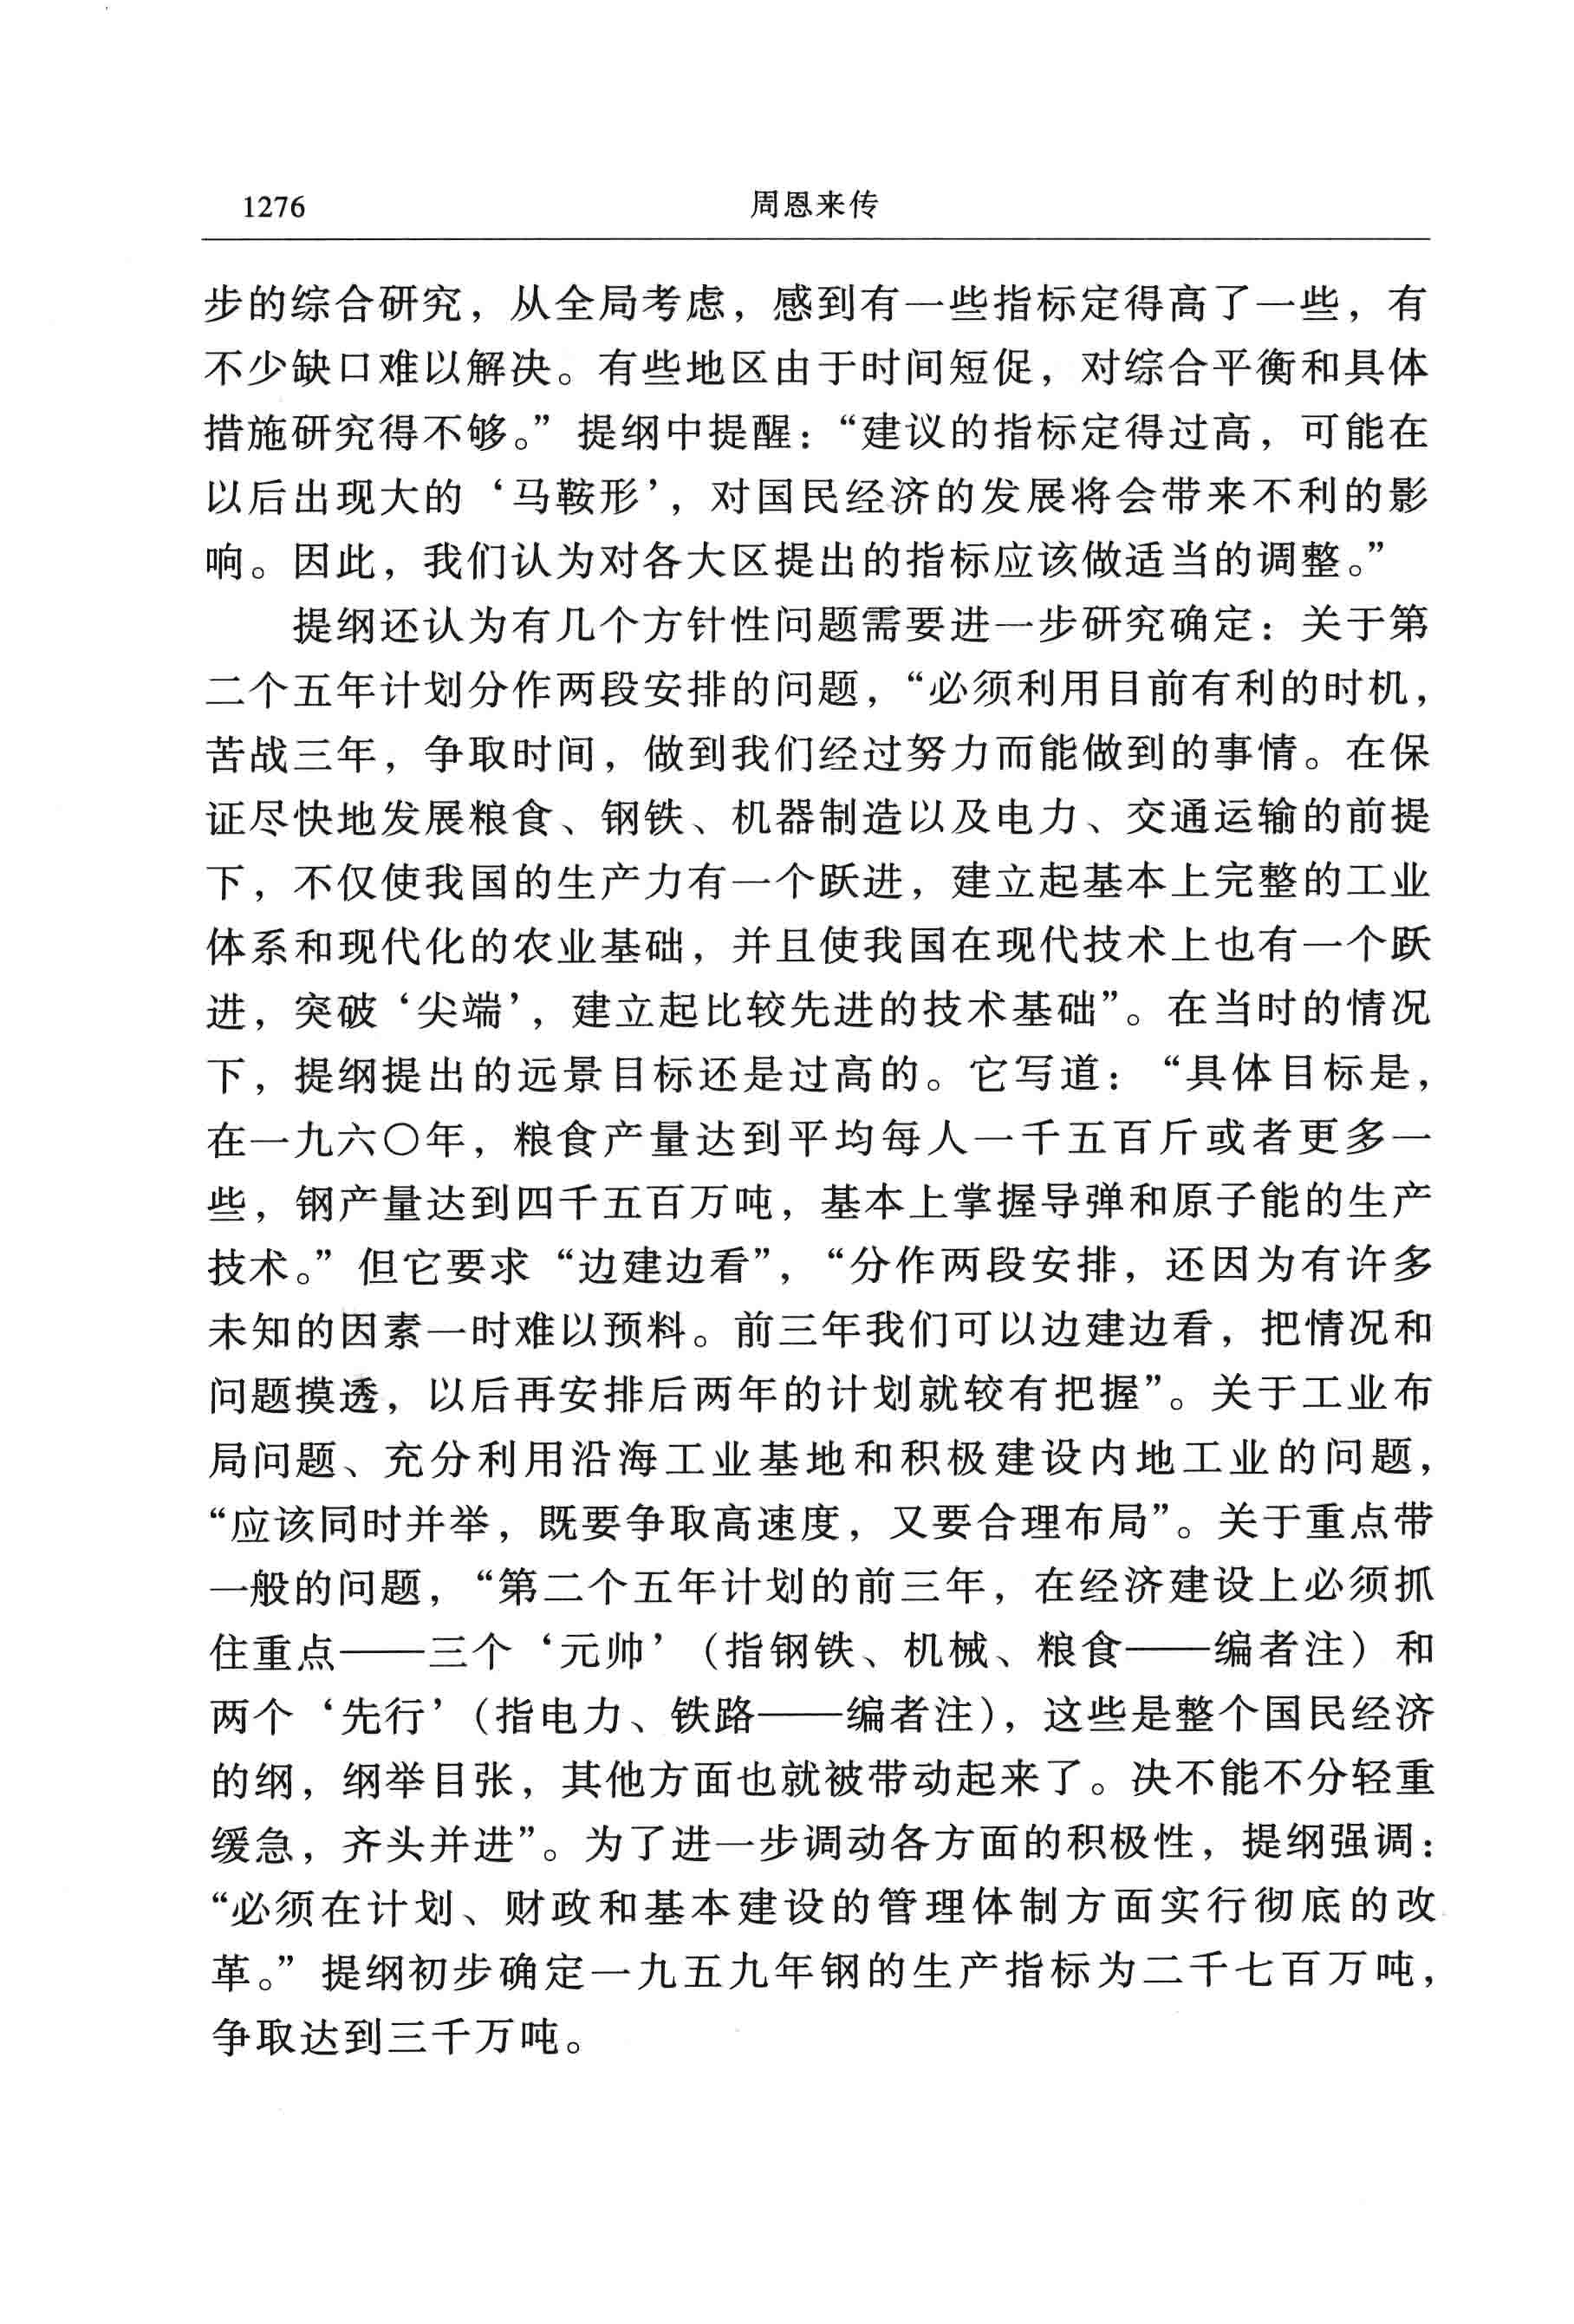 1276 周恩来传
步的综合研究，从全局考虑，感到有一些指标定得高了一些，有
不少缺口难以解决。有些地区由于时间短促，对综合平衡和具体
措施研究得不够。”提纲中提醒：“建议的指标定得过高，可能在
以后出现大的‘马鞍形’，对国民经济的发展将会带来不利的影
响。因此，我们认为对各大区提出的指标应该做适当的调整。”
提纲还认为有几个方针性问题需要进一步研究确定：关于第
二个五年计划分作两段安排的问题，“必须利用目前有利的时机，
苦战三年，争取时间，做到我们经过努力而能做到的事情。在保
证尽快地发展粮食、钢铁、机器制造以及电力、交通运输的前提
下，不仅使我国的生产力有一个跃进，建立起基本上完整的工业
体系和现代化的农业基础，并且使我国在现代技术上也有一个跃
进，突破‘尖端’，建立起比较先进的技术基础”。在当时的情况
下，提纲提出的远景目标还是过高的。它写道：“具体目标是，
在一九六〇年，粮食产量达到平均每人一千五百斤或者更多一
些，钢产量达到四千五百万吨，基本上掌握导弹和原子能的生产
技术。”但它要求“边建边看”，“分作两段安排，还因为有许多
未知的因素一时难以预料。前三年我们可以边建边看，把情况和
问题摸透，以后再安排后两年的计划就较有把握”。关于工业布
局问题、充分利用沿海工业基地和积极建设内地工业的问题，
“应该同时并举，既要争取高速度，又要合理布局”。关于重点带
一般的问题，“第二个五年计划的前三年，在经济建设上必须抓
住重点——三个‘元帅’（指钢铁、机械、粮食——编者注）和
两个‘先行’（指电力、铁路——编者注），这些是整个国民经济
的纲，纲举目张，其他方面也就被带动起来了。决不能不分轻重
缓急，齐头并进”。为了进一步调动各方面的积极性，提纲强调：
“必须在计划、财政和基本建设的管理体制方面实行彻底的改
革。”提纲初步确定一九五九年钢的生产指标为二千七百万吨，
争取达到三千万吨。